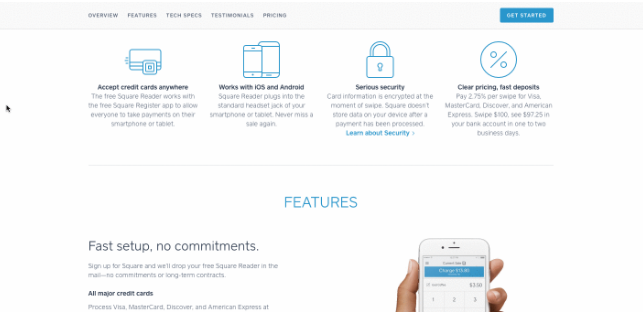 OVERVIEW FEATURES TECH SPECS TESTIMONIALS PRICING GET STARTED
Accept credit cards anywhere
The free Square Reader works with
the free Square Register app to allow
everyone to take payments on their
smartphone or tablet.
Works with iOS and Android
Square Reader plugs into the
standard headset jack of your
smartphone or tablet. Never miss a
sale again.
Serious security
Card information is encrypted at the
moment of swipe. Square doesn't
store data on your device after a
payment has been processed.
Learn about Security ›
Clear pricing, fast deposits
Pay 2.75% per swipe for Visa,
MasterCard, Discover, and American
Express. Swipe $100, see $97.25 in
your bank account in one to two
business days.
FEATURES
Fast setup, no commitments.
Sign up for Square and we'll drop your free Square Reader in the
mail—no commitments or long-term contracts.
All major credit cards
Process Visa, MasterCard, Discover, and American Express at
Current Sale
Charge
$3.50
1 2 3